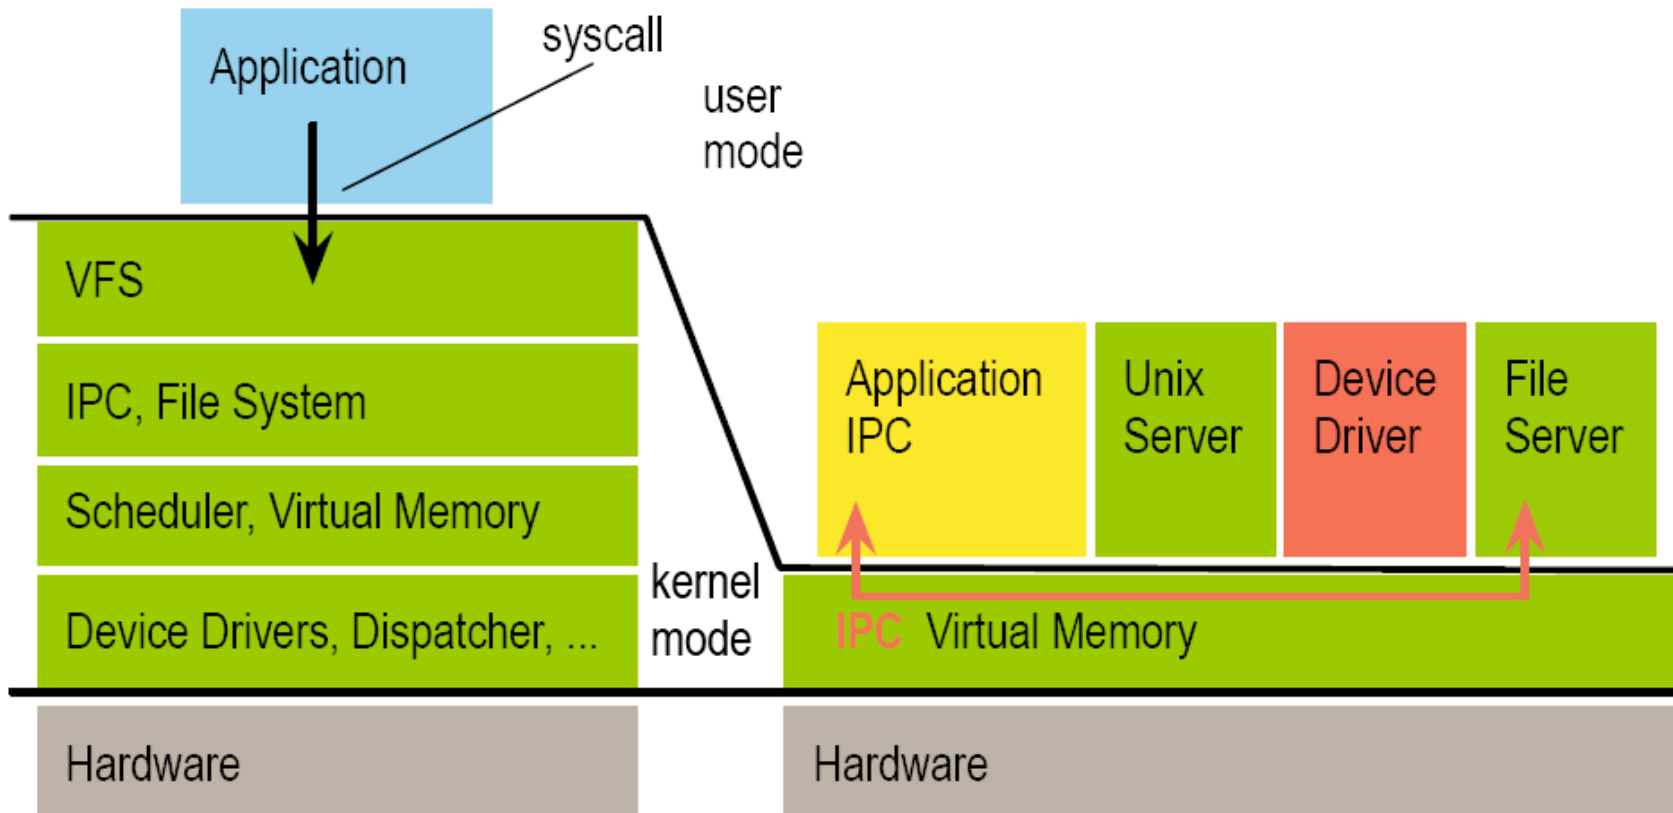 Application
syscall
user
mode
VFS
IPC, File System
Scheduler, Virtual Memory
Device Drivers, Dispatcher, ...
Hardware
kernel
mode
Application
IPC
Unix
Server
Device
Driver
File
Server
IPC Virtual Memory
Hardware